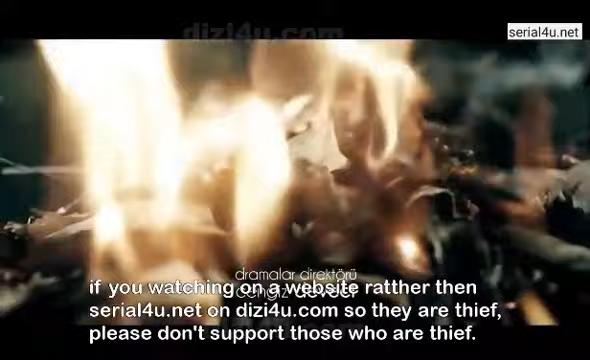 dizi4u.com
serial4u.net
dramalar direktörü
cengiz deveci
if you watching on a website ratther then
serial4u.net on dizi4u.com so they are thief,
please don't support those who are thief.